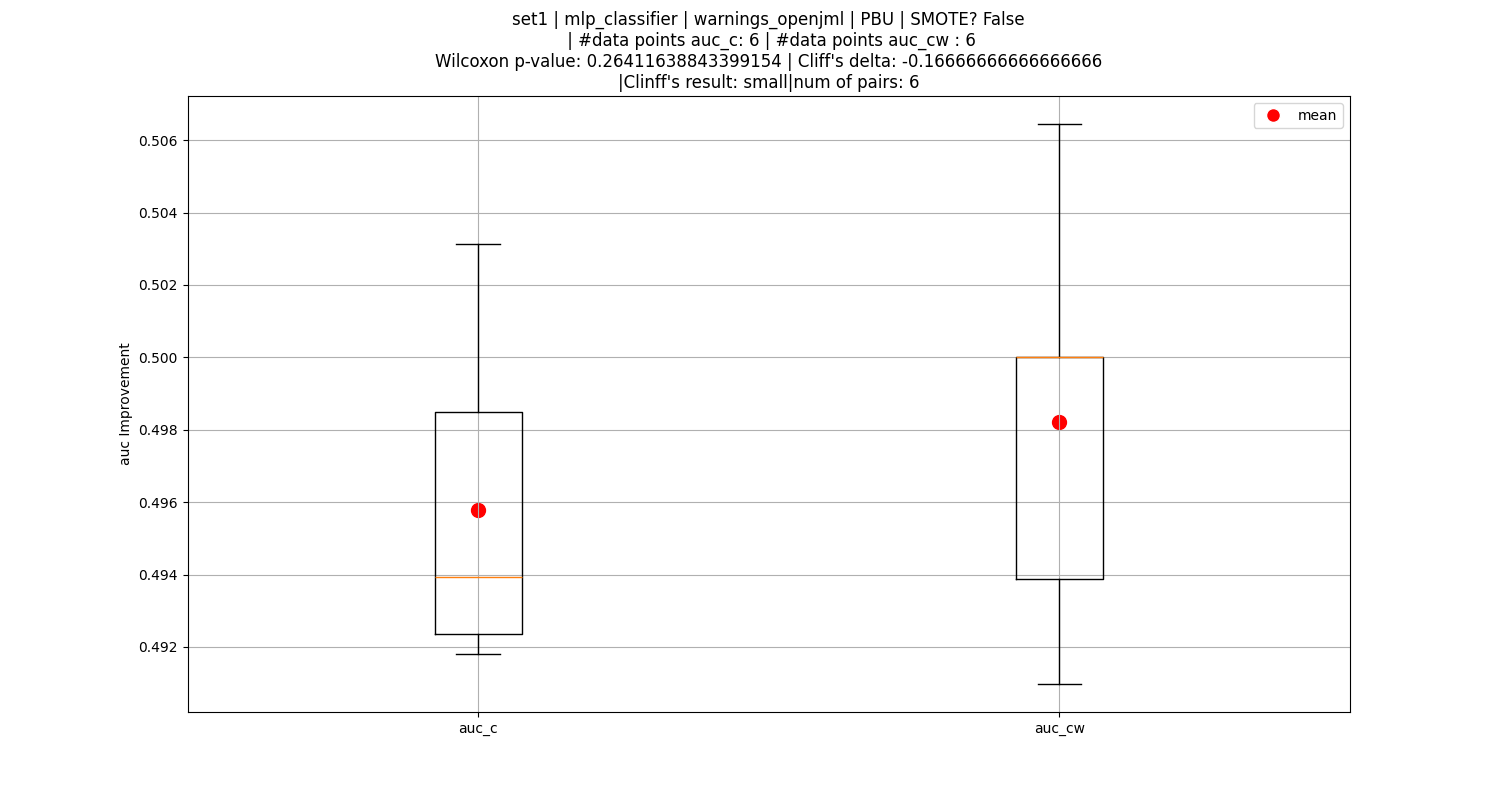 set1 | mlp_classifier | warnings_openjml | PBU | SMOTE? False
| #data points auc_c: 6 | #data points auc_cw : 6
Wilcoxon p-value: 0.26411638843399154 | Cliff's delta: -0.16666666666666666
|Clinff's result: small|num of pairs: 6
mean
0.506
0.504
0.502
0.500
0.498
0.496
0.494
0.492
auc Improvement
auc_c
auc_cw